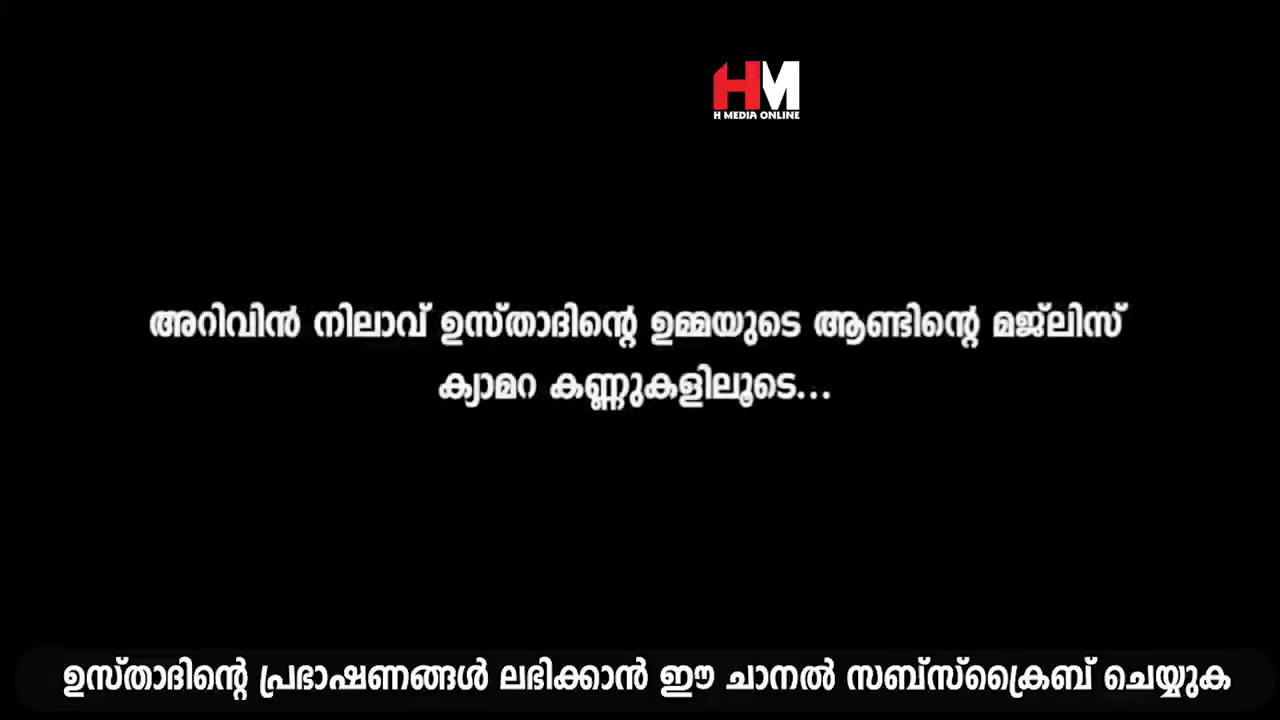 HM
H MEDIA ONLINE
അറിവിൻ നിലാവ് ഉസ്താദിന്റെ ഉമ്മയുടെ ആണ്ടിന്റെ മജ്‌ലിസ്
ക്യാമറ കണ്ണുകളിലൂടെ...
ഉസ്താദിന്റെ പ്രഭാഷണങ്ങൾ ലഭിക്കാൻ ഈ ചാനൽ സബ്സ്ക്രൈബ് ചെയ്യുക